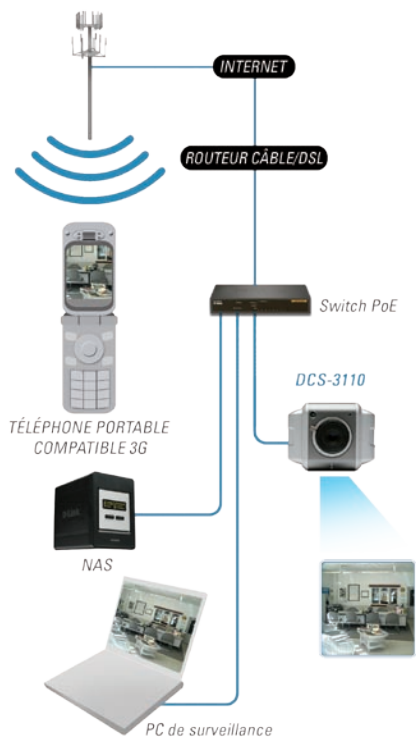 INTERNET
ROUTEUR CÂBLE/DSL
Switch PoE
DCS-3110
TÉLÉPHONE PORTABLE
COMPATIBLE 3G
NAS
PC de surveillance